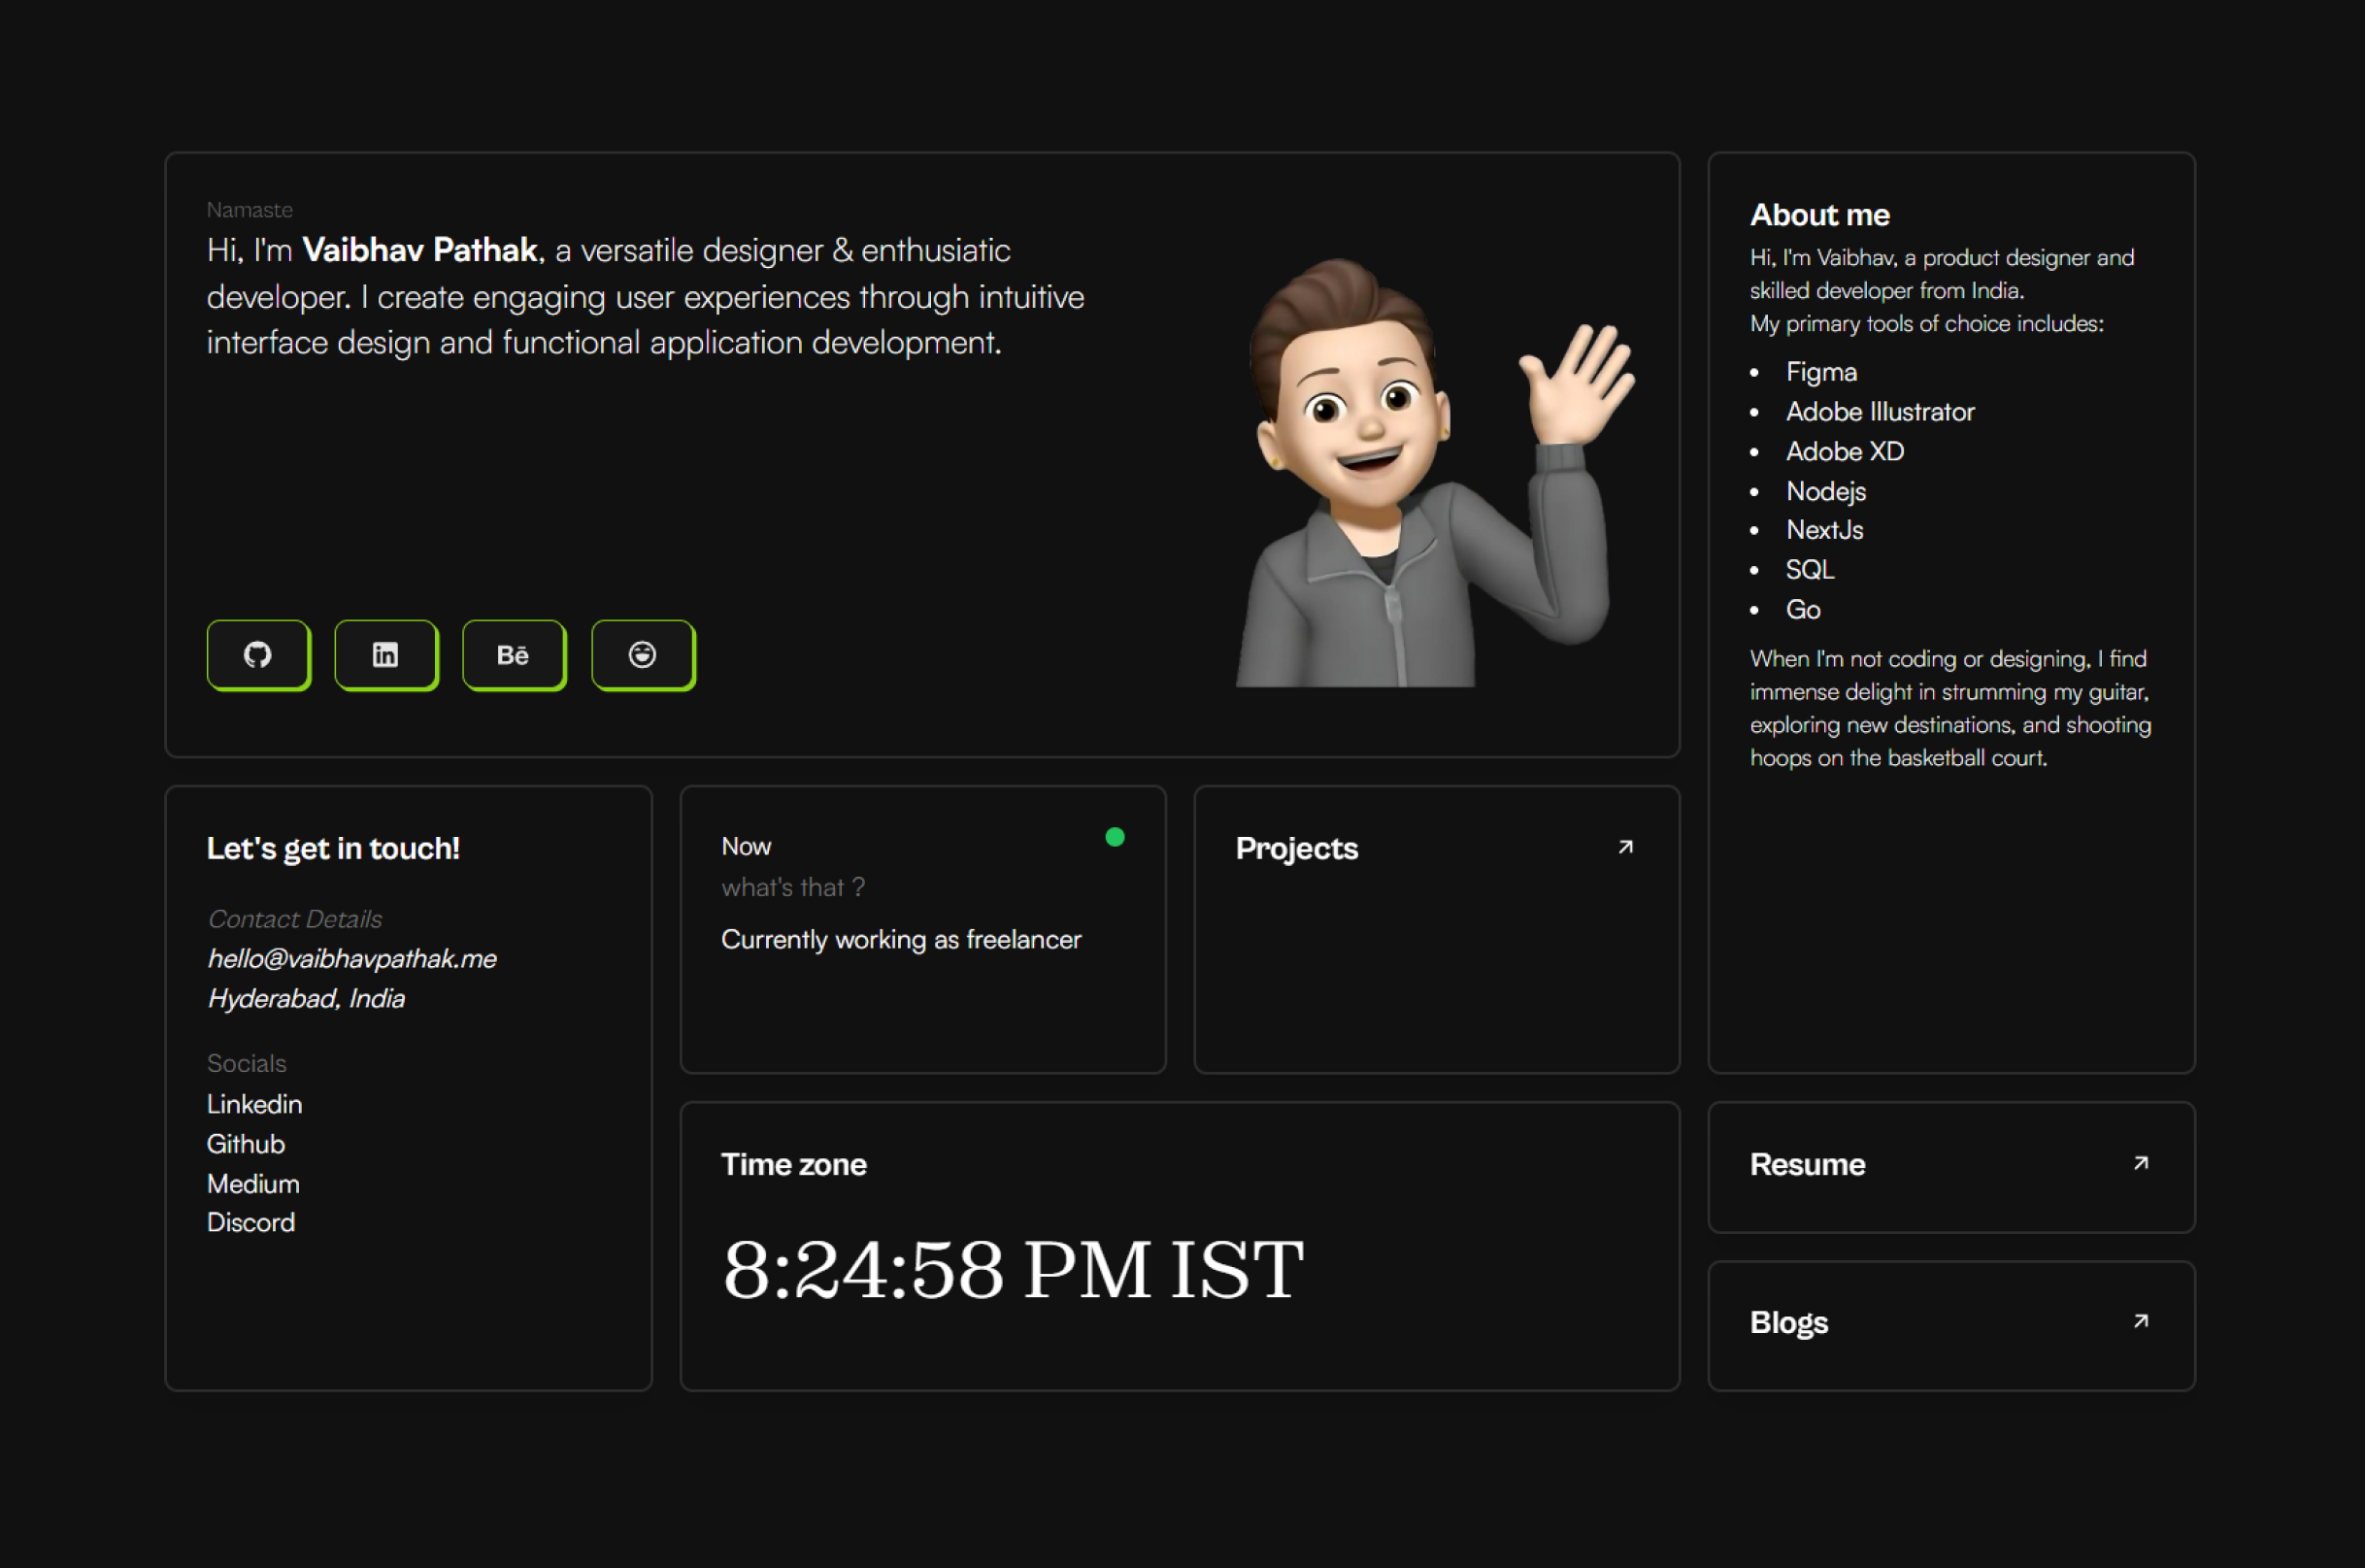 Namaste
Hi, I'm Vaibhav Pathak, a versatile designer & enthusiatic
developer. I create engaging user experiences through intuitive
interface design and functional application development.
in
Bē
About me
Hi, I'm Vaibhav, a product designer and
skilled developer from India.
My primary tools of choice includes:
• Figma
• Adobe Illustrator
• Adobe XD
• Nodejs
• NextJs
• SQL
• Go
When I'm not coding or designing, I find
immense delight in strumming my guitar,
exploring new destinations, and shooting
hoops on the basketball court.
Let's get in touch!
Contact Details
hello@vaibhavpathak.me
Hyderabad, India
Socials
Linkedin
Github
Medium
Discord
Now
what's that ?
Currently working as freelancer
Projects
Time zone
8:24:58 PM IST
Resume
Blogs